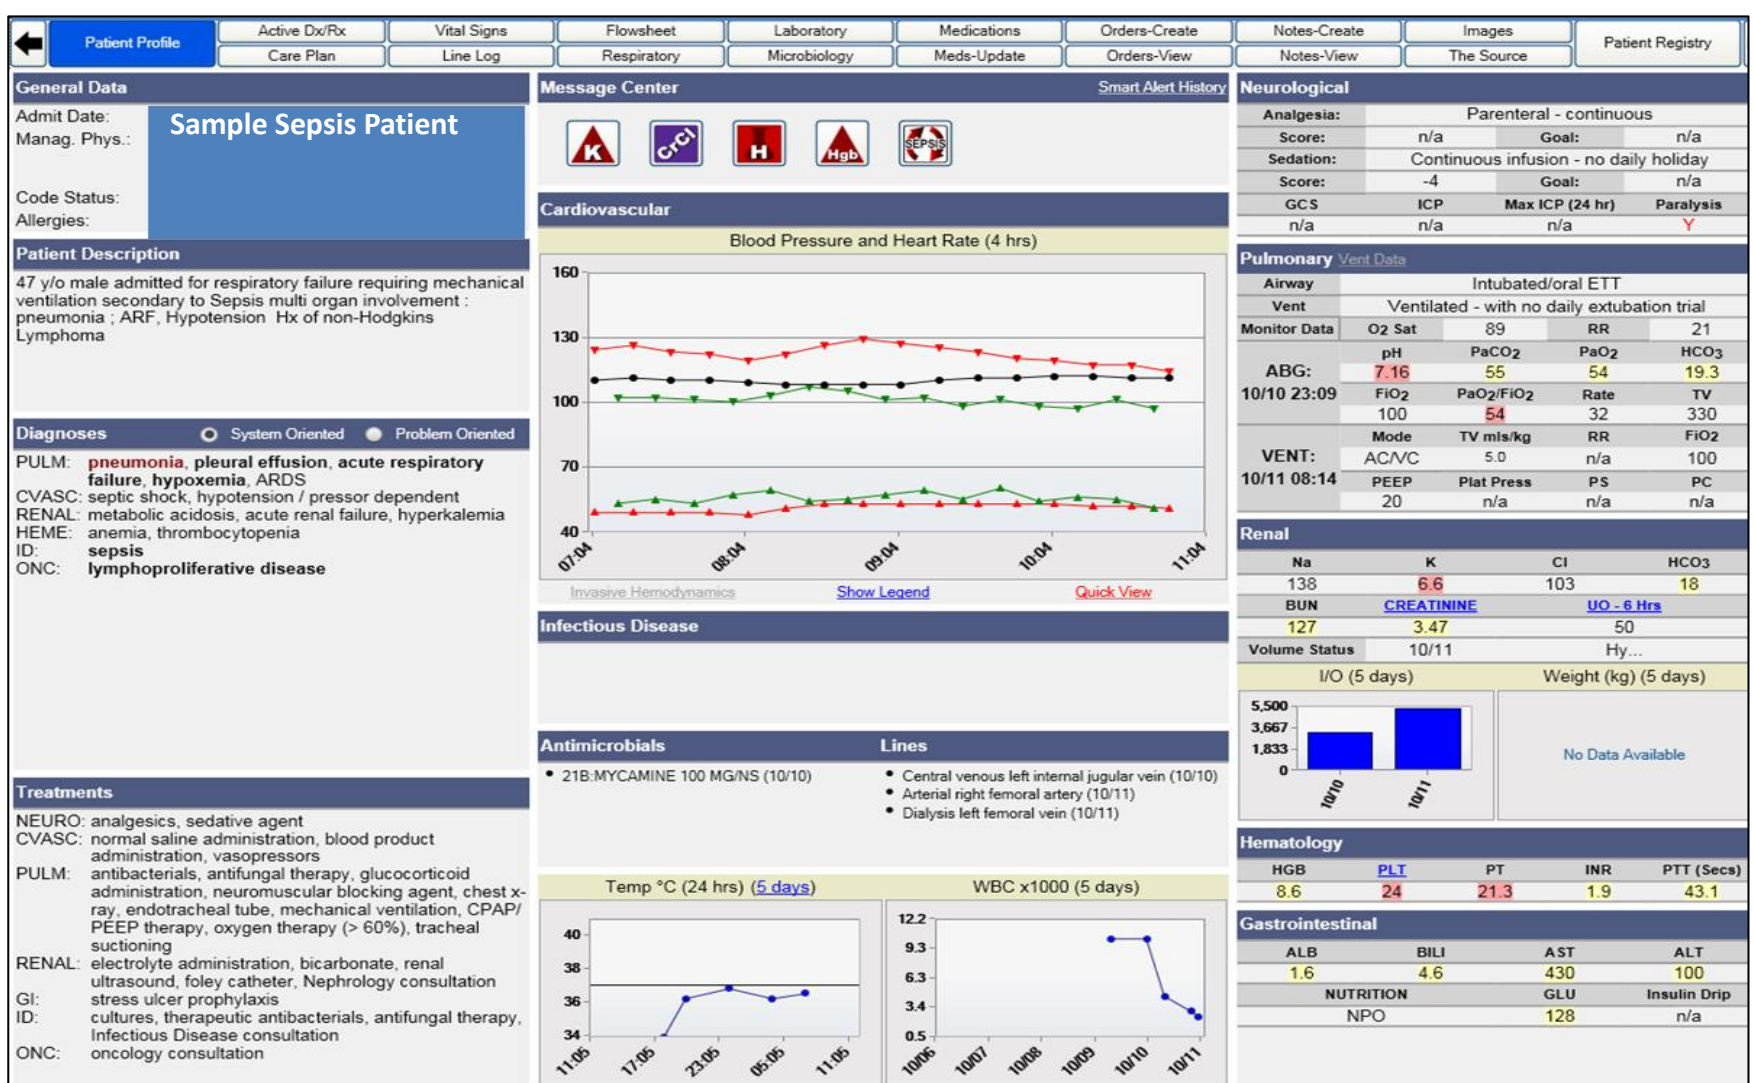 Patient Profile
Active Dx/Rx
Vital Signs
Flowsheet
Laboratory
Medications
Orders-Create
Notes-Create
Images
Patient Registry
Care Plan
Line Log
Respiratory
Microbiology
Meds-Update
Orders-View
Notes-View
The Source
General Data
Admit Date:
Manag. Phys.:
Sample Sepsis Patient
Code Status:
Allergies:
Patient Description
47 y/o male admitted for respiratory failure requiring mechanical
ventilation secondary to Sepsis multi organ involvement :
pneumonia ; ARF, Hypotension Hx of non-Hodgkins
Lymphoma
Diagnoses System Oriented Problem Oriented
PULM: pneumonia, pleural effusion, acute respiratory
failure, hypoxemia, ARDS
CVASC: septic shock, hypotension / pressor dependent
RENAL: metabolic acidosis, acute renal failure, hyperkalemia
HEME: anemia, thrombocytopenia
ID: sepsis
ONC: lymphoproliferative disease
Treatments
NEURO: analgesics, sedative agent
CVASC: normal saline administration, blood product
administration, vasopressors
PULM: antibacterials, antifungal therapy, glucocorticoid
administration, neuromuscular blocking agent, chest x-
ray, endotracheal tube, mechanical ventilation, CPAP/
PEEP therapy, oxygen therapy (> 60%), tracheal
suctioning
RENAL: electrolyte administration, bicarbonate, renal
ultrasound, foley catheter, Nephrology consultation
GI: stress ulcer prophylaxis
ID: cultures, therapeutic antibacterials, antifungal therapy,
Infectious Disease consultation
ONC: oncology consultation
Message Center Smart Alert History
K CrCl H Hgb SEPSIS
Cardiovascular
Blood Pressure and Heart Rate (4 hrs)
160
130
100
70
40
07:04 08:04 09:04 10:04 11:04
Invasive Hemodynamics Show Legend Quick View
Infectious Disease
Antimicrobials Lines
• 21B:MYCAMINE 100 MG/NS (10/10)
• Central venous left internal jugular vein (10/10)
• Arterial right femoral artery (10/11)
• Dialysis left femoral vein (10/11)
Temp °C (24 hrs) (5 days)
40
38
36
34
11:05 17:05 23:05 05:05 11:05
WBC x1000 (5 days)
12.2
9.3
6.3
3.4
0.5
10/06 10/07 10/08 10/09 10/10 10/11
Neurological
Analgesia: Parenteral - continuous
Score: n/a Goal: n/a
Sedation: Continuous infusion - no daily holiday
Score: -4 Goal: n/a
GCS ICP Max ICP (24 hr) Paralysis
n/a n/a n/a Y
Pulmonary Vent Data
Airway Intubated/oral ETT
Vent Ventilated - with no daily extubation trial
Monitor Data O2 Sat 89 RR 21
ABG:
10/10 23:09
pH PaCO2 PaO2 HCO3
7.16 55 54 19.3
FiO2 PaO2/FiO2 Rate TV
100 54 32 330
VENT:
10/11 08:14
Mode TV mls/kg RR FiO2
AC/VC 5.0 n/a 100
PEEP Plat Press PS PC
20 n/a n/a n/a
Renal
Na K Cl HCO3
138 6.6 103 18
BUN CREATININE UO - 6 Hrs
127 3.47 50
Volume Status 10/11 Hy...
I/O (5 days)
5,500
3,667
1,833
0
10/10 10/11
Weight (kg) (5 days)
No Data Available
Hematology
HGB PLT PT INR PTT (Secs)
8.6 24 21.3 1.9 43.1
Gastrointestinal
ALB BILI AST ALT
1.6 4.6 430 100
NUTRITION GLU Insulin Drip
NPO 128 n/a